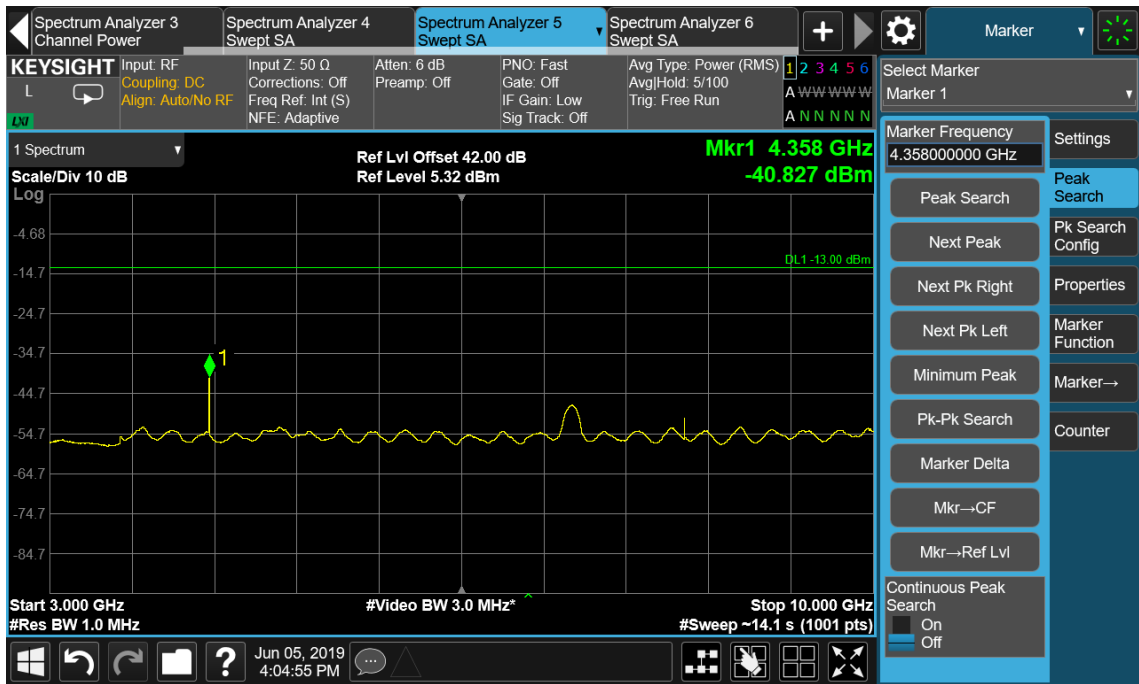 Spectrum Analyzer 3
Channel Power
Spectrum Analyzer 4
Swept SA
Spectrum Analyzer 5
Swept SA
Spectrum Analyzer 6
Swept SA
+
Marker
KEYSIGHT
L
LXI
Input: RF
Coupling: DC
Align: Auto/No RF
Input Z: 50 Ω
Corrections: Off
Freq Ref: Int (S)
NFE: Adaptive
Atten: 6 dB
Preamp: Off
PNO: Fast
Gate: Off
IF Gain: Low
Sig Track: Off
Avg Type: Power (RMS)
Avg|Hold: 5/100
Trig: Free Run
1 2 3 4 5 6
A W W W W W
A N N N N N
Select Marker
Marker 1
1 Spectrum
Scale/Div 10 dB
Log
Ref Lvl Offset 42.00 dB
Ref Level 5.32 dBm
Mkr1 4.358 GHz
-40.827 dBm
-4.68
-14.7
-24.7
-34.7
-44.7
-54.7
-64.7
-74.7
-84.7
DL1 -13.00 dBm
1
Start 3.000 GHz
#Res BW 1.0 MHz
#Video BW 3.0 MHz*
Stop 10.000 GHz
#Sweep ~14.1 s (1001 pts)
Marker Frequency
4.358000000 GHz
Peak Search
Next Peak
Next Pk Right
Next Pk Left
Minimum Peak
Pk-Pk Search
Marker Delta
Mkr→CF
Mkr→Ref Lvl
Continuous Peak
Search
On
Off
Settings
Peak
Search
Pk Search
Config
Properties
Marker
Function
Marker→
Counter
?
Jun 05, 2019
4:04:55 PM